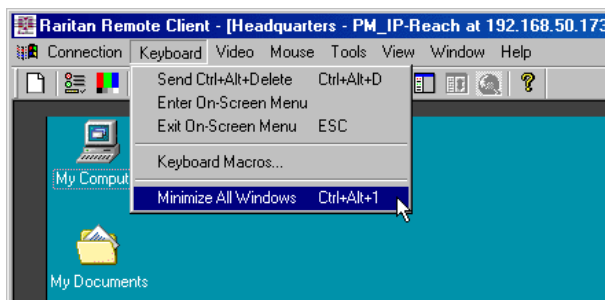 Raritan Remote Client - [Headquarters - PM_IP-Reach at 192.168.50.173
Connection Keyboard Video Mouse Tools View Window Help
Send Ctrl+Alt+Delete Ctrl+Alt+D
Enter On-Screen Menu
Exit On-Screen Menu ESC
Keyboard Macros...
Minimize All Windows Ctrl+Alt+1
My Comput
My Documents